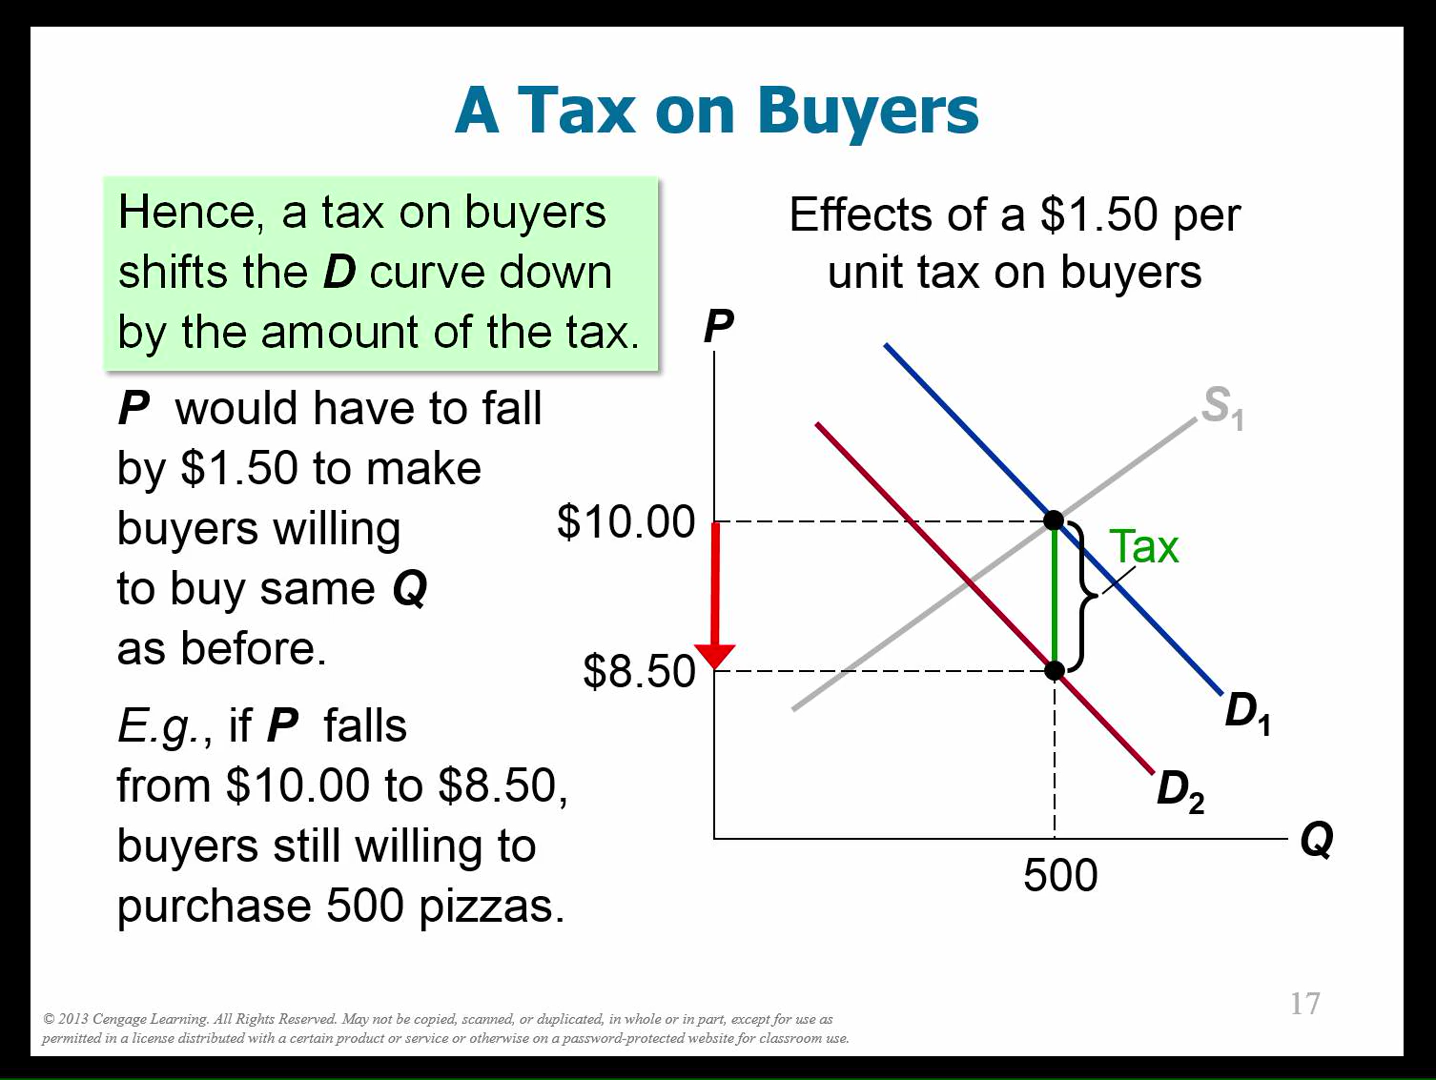 A Tax on Buyers
Hence, a tax on buyers
shifts the D curve down
by the amount of the tax.
P would have to fall
by $1.50 to make
buyers willing
to buy same Q
as before.
E.g., if P falls
from $10.00 to $8.50,
buyers still willing to
purchase 500 pizzas.
Effects of a $1.50 per
unit tax on buyers
P
S1
$10.00
Tax
$8.50
D1
D2
Q
500
17
© 2013 Cengage Learning. All Rights Reserved. May not be copied, scanned, or duplicated, in whole or in part, except for use as
permitted in a license distributed with a certain product or service or otherwise on a password-protected website for classroom use.